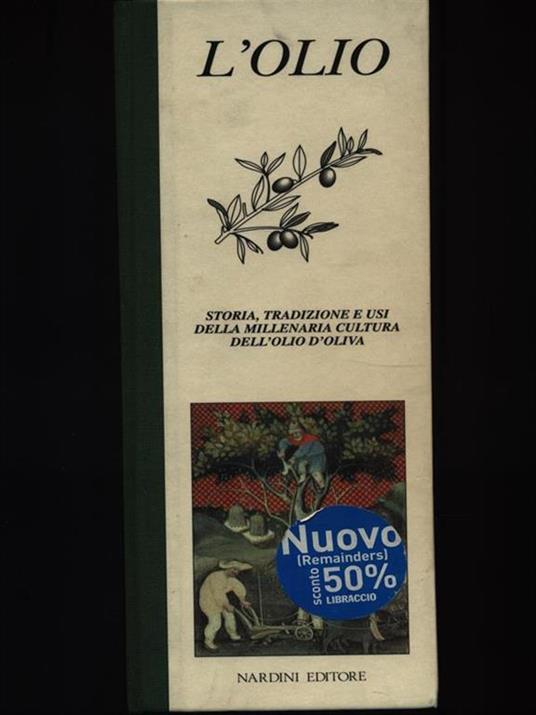 L'OLIO
STORIA, TRADIZIONE E USI
DELLA MILLENARIA CULTURA
DELL'OLIO D'OLIVA
Nuovo
(Remainders)
sconto
50%
LIBRACCIO
NARDINI EDITORE